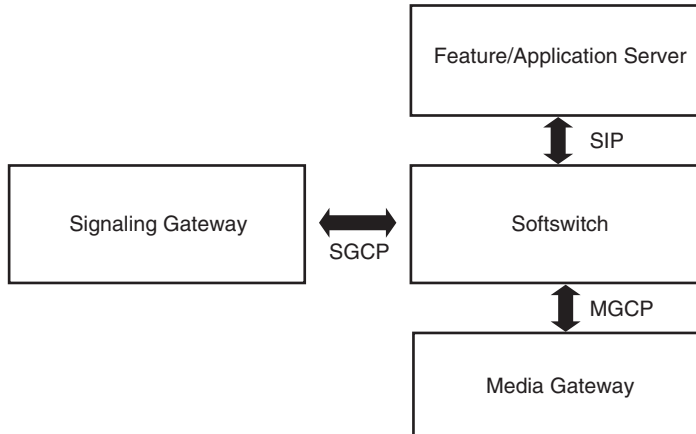 Feature/Application Server
SIP
Signaling Gateway
SGCP
Softswitch
MGCP
Media Gateway